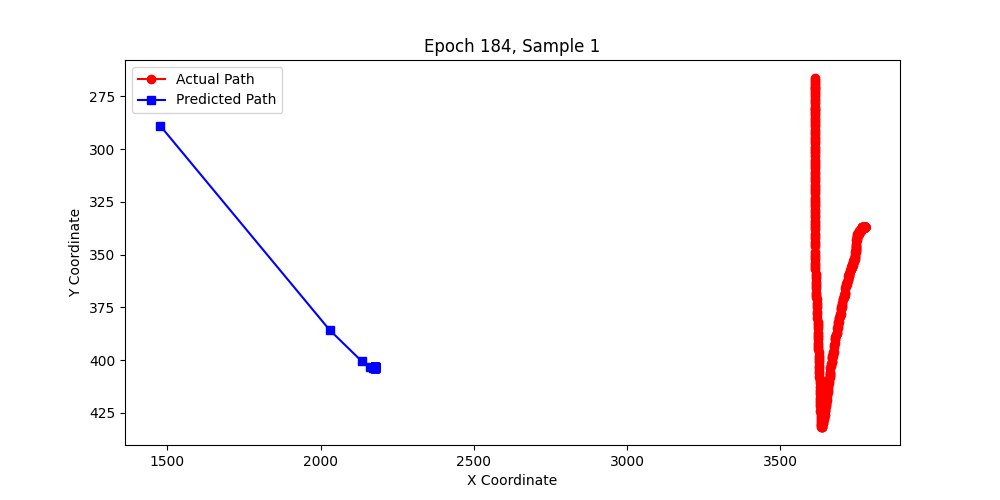 Epoch 184, Sample 1
Actual Path
Predicted Path
275
300
325
350
375
400
425
Y Coordinate
1500 2000 2500 3000 3500
X Coordinate